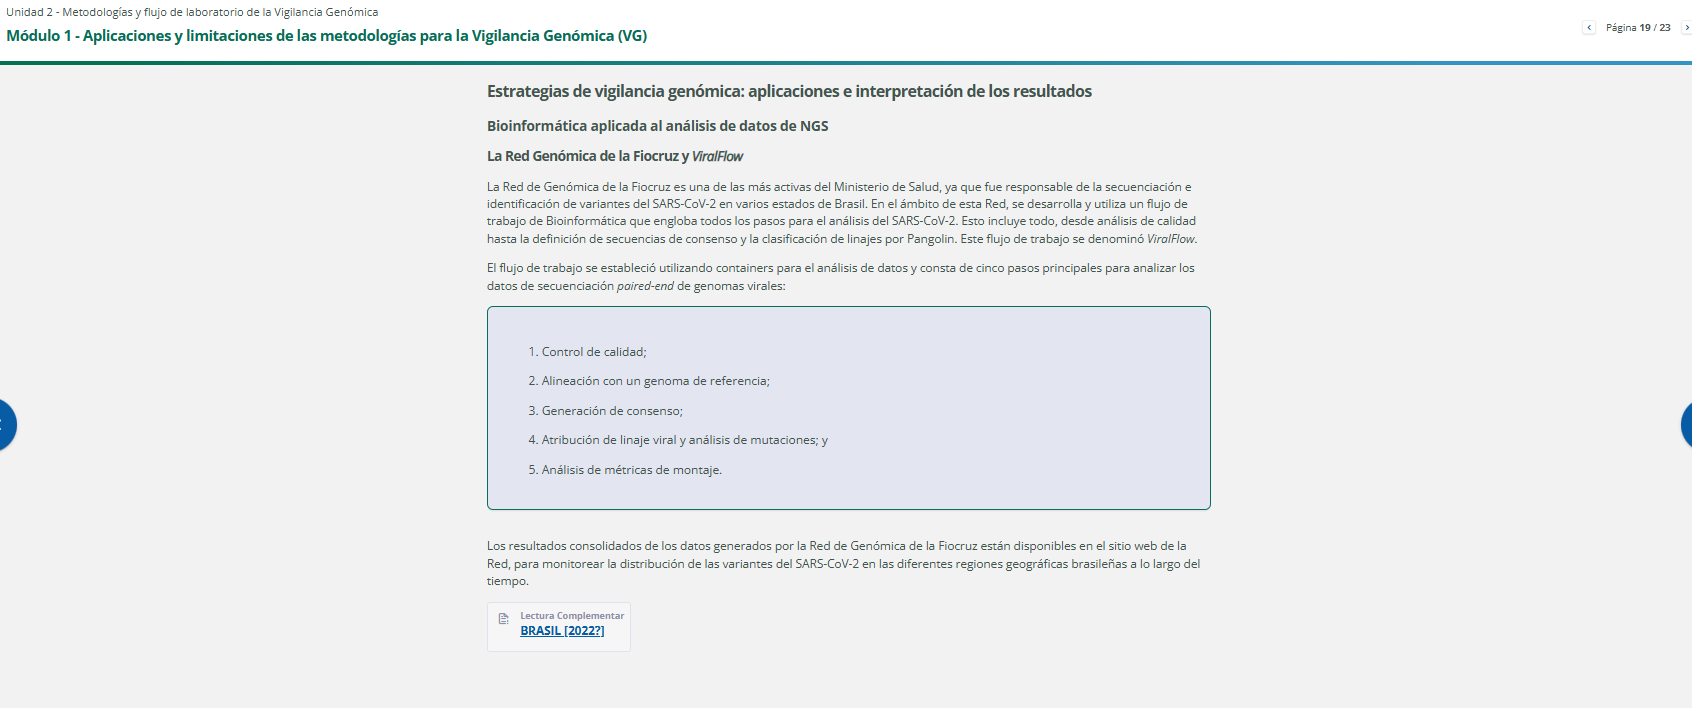 Unidad 2 - Metodologías y flujo de laboratorio de la Vigilancia Genómica
Módulo 1 - Aplicaciones y limitaciones de las metodologías para la Vigilancia Genómica (VG)
Página 19 / 23
Estrategias de vigilancia genómica: aplicaciones e interpretación de los resultados
Bioinformática aplicada al análisis de datos de NGS
La Red Genómica de la Fiocruz y ViralFlow
La Red de Genómica de la Fiocruz es una de las más activas del Ministerio de Salud, ya que fue responsable de la secuenciación e
identificación de variantes del SARS-CoV-2 en varios estados de Brasil. En el ámbito de esta Red, se desarrolla y utiliza un flujo de
trabajo de Bioinformática que engloba todos los pasos para el análisis del SARS-CoV-2. Esto incluye todo, desde análisis de calidad
hasta la definición de secuencias de consenso y la clasificación de linajes por Pangolin. Este flujo de trabajo se denominó ViralFlow.
El flujo de trabajo se estableció utilizando containers para el análisis de datos y consta de cinco pasos principales para analizar los
datos de secuenciación paired-end de genomas virales:
1. Control de calidad;
2. Alineación con un genoma de referencia;
3. Generación de consenso;
4. Atribución de linaje viral y análisis de mutaciones; y
5. Análisis de métricas de montaje.
Los resultados consolidados de los datos generados por la Red de Genómica de la Fiocruz están disponibles en el sitio web de la
Red, para monitorear la distribución de las variantes del SARS-CoV-2 en las diferentes regiones geográficas brasileñas a lo largo del
tiempo.
Lectura Complementar
BRASIL [2022?]